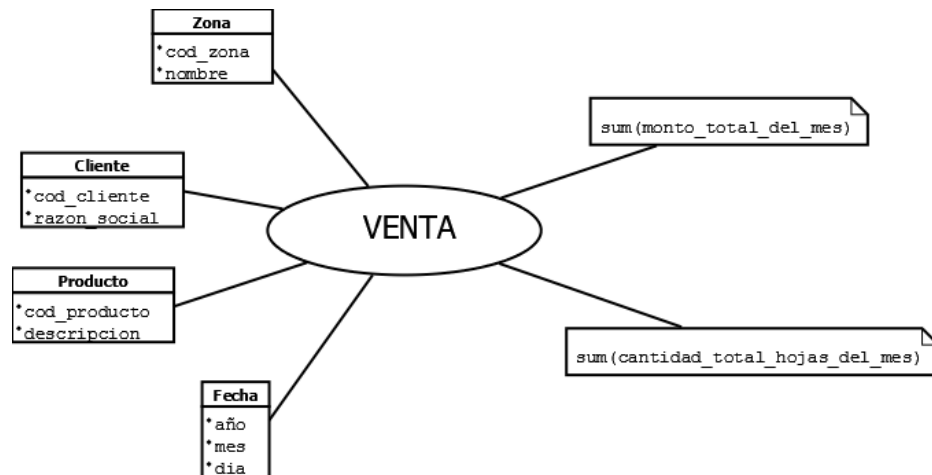 Zona
*cod_zona
*nombre
sum(monto_total_del_mes)
Cliente
*cod_cliente
*razon_social
VENTA
Producto
*cod_producto
*descripcion
sum(cantidad_total_hojas_del_mes)
Fecha
*año
*mes
*dia